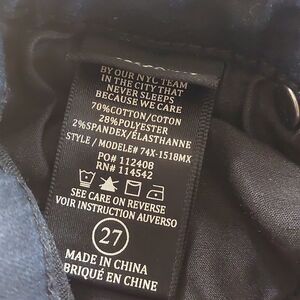 BY OUR NYC TEAM
IN THE CITY THAT
NEVER SLEEPS
BECAUSE WE CARE
70%COTTON/COTON
28%POLYESTER
2%SPANDEX/ÉLASTHANNE
STYLE / MODELE# 74X-1518MX
PO# 112408
RN# 114542
SEE CARE ON REVERSE
VOIR INSTRUCTION AUVERSO
27
MADE IN CHINA
BRIQUÉ EN CHINE